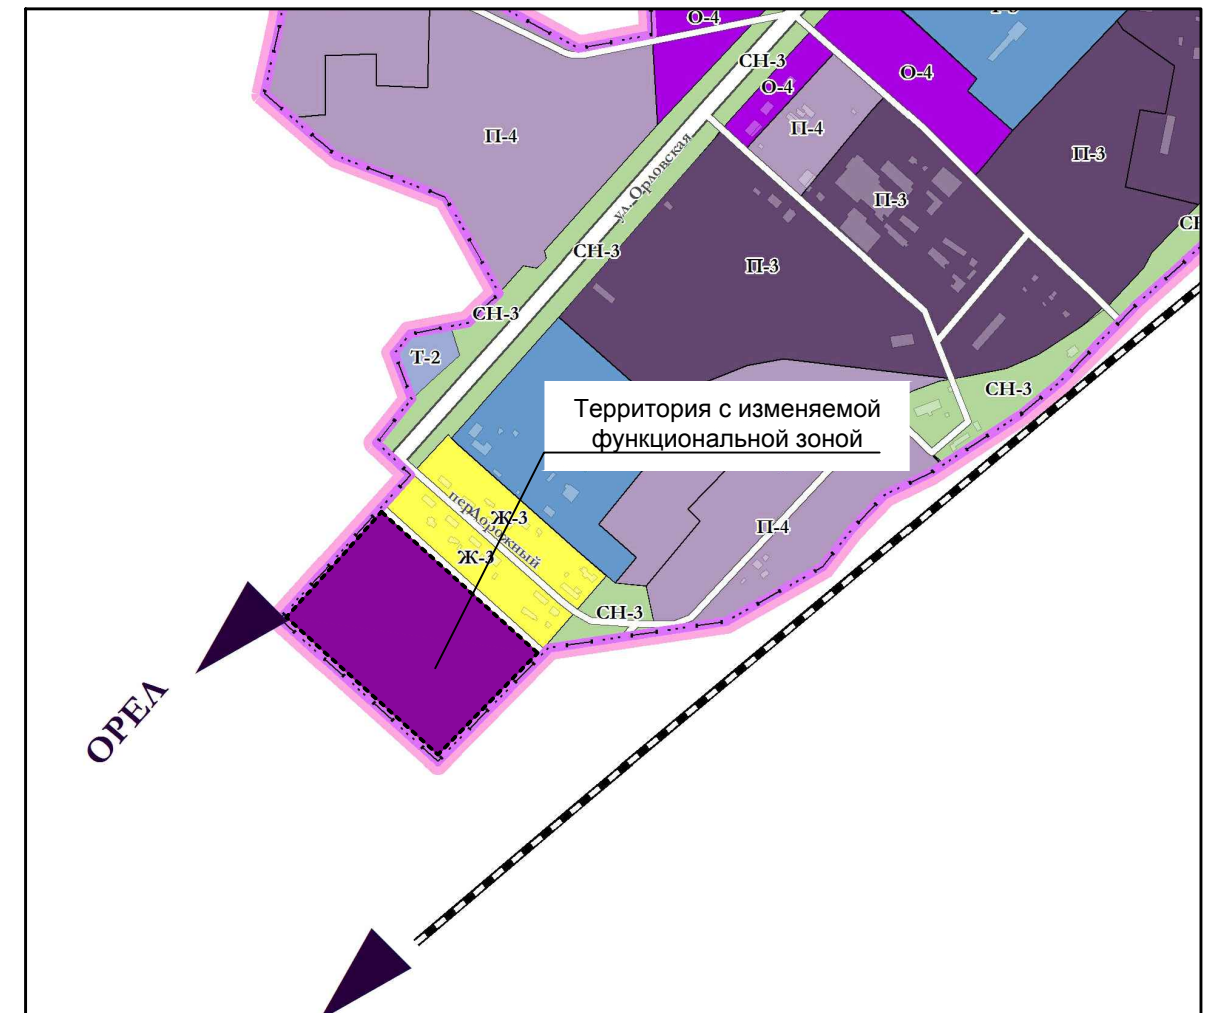 О-4
СН-3
О-4
О-4
П-4
П-4
П-3
ул. Орловская
П-3
СН-3
П-3
СН-3
Т-2
СН-3
Территория с изменяемой
функциональной зоной
Ж-3
пер.Дорожный
П-4
Ж-3
СН-3
ОРЕЛ